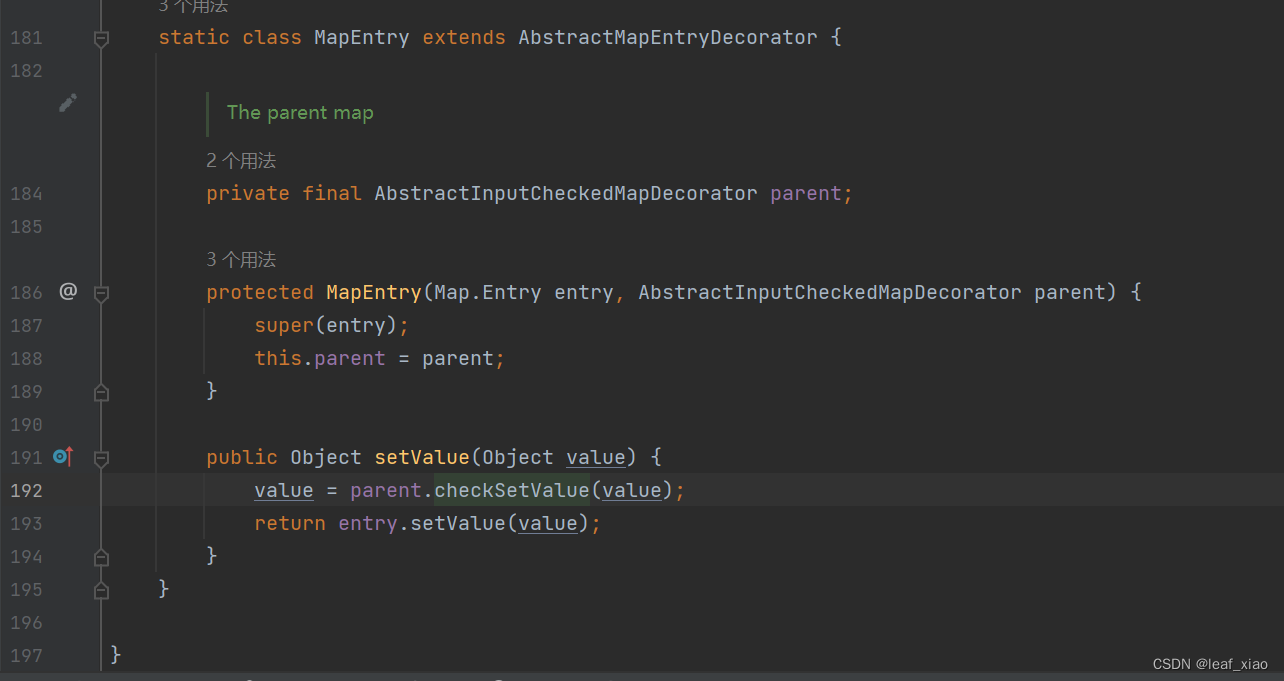 3 个用法
181 static class MapEntry extends AbstractMapEntryDecorator {
182
The parent map
2 个用法
184 private final AbstractInputCheckedMapDecorator parent;
185
3 个用法
186 @ protected MapEntry(Map.Entry entry, AbstractInputCheckedMapDecorator parent) {
187 super(entry);
188 this.parent = parent;
189 }
190
191 public Object setValue(Object value) {
192 value = parent.checkSetValue(value);
193 return entry.setValue(value);
194 }
195 }
196
197 }
CSDN @leaf_xiao